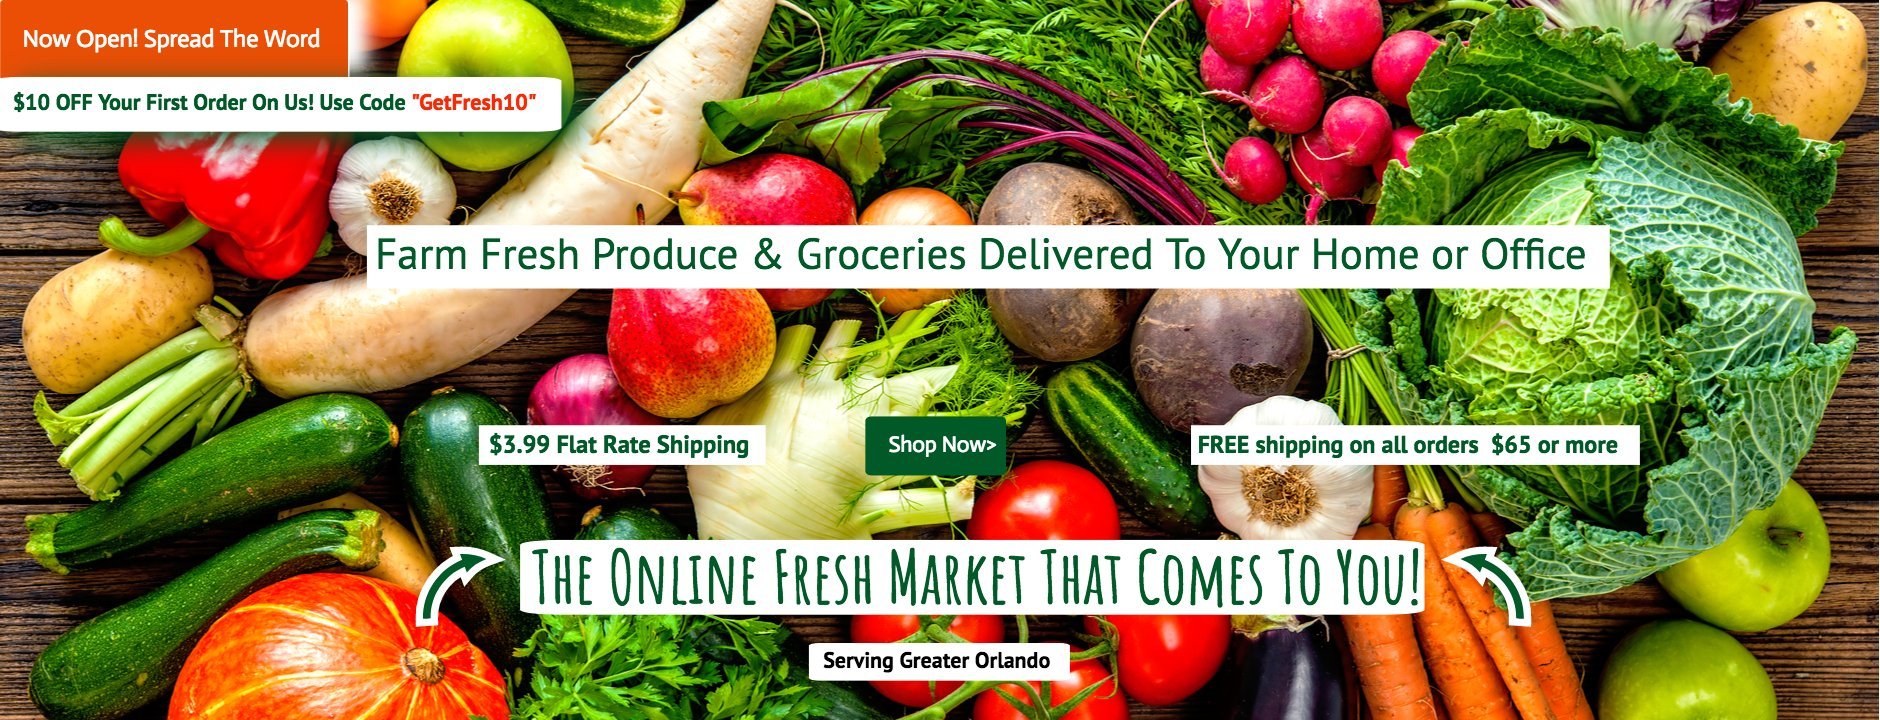 Now Open! Spread The Word
$10 OFF Your First Order On Us! Use Code "GetFresh10"
Farm Fresh Produce & Groceries Delivered To Your Home or Office
$3.99 Flat Rate Shipping
Shop Now>
FREE shipping on all orders $65 or more
The Online Fresh Market That Comes To You!
Serving Greater Orlando